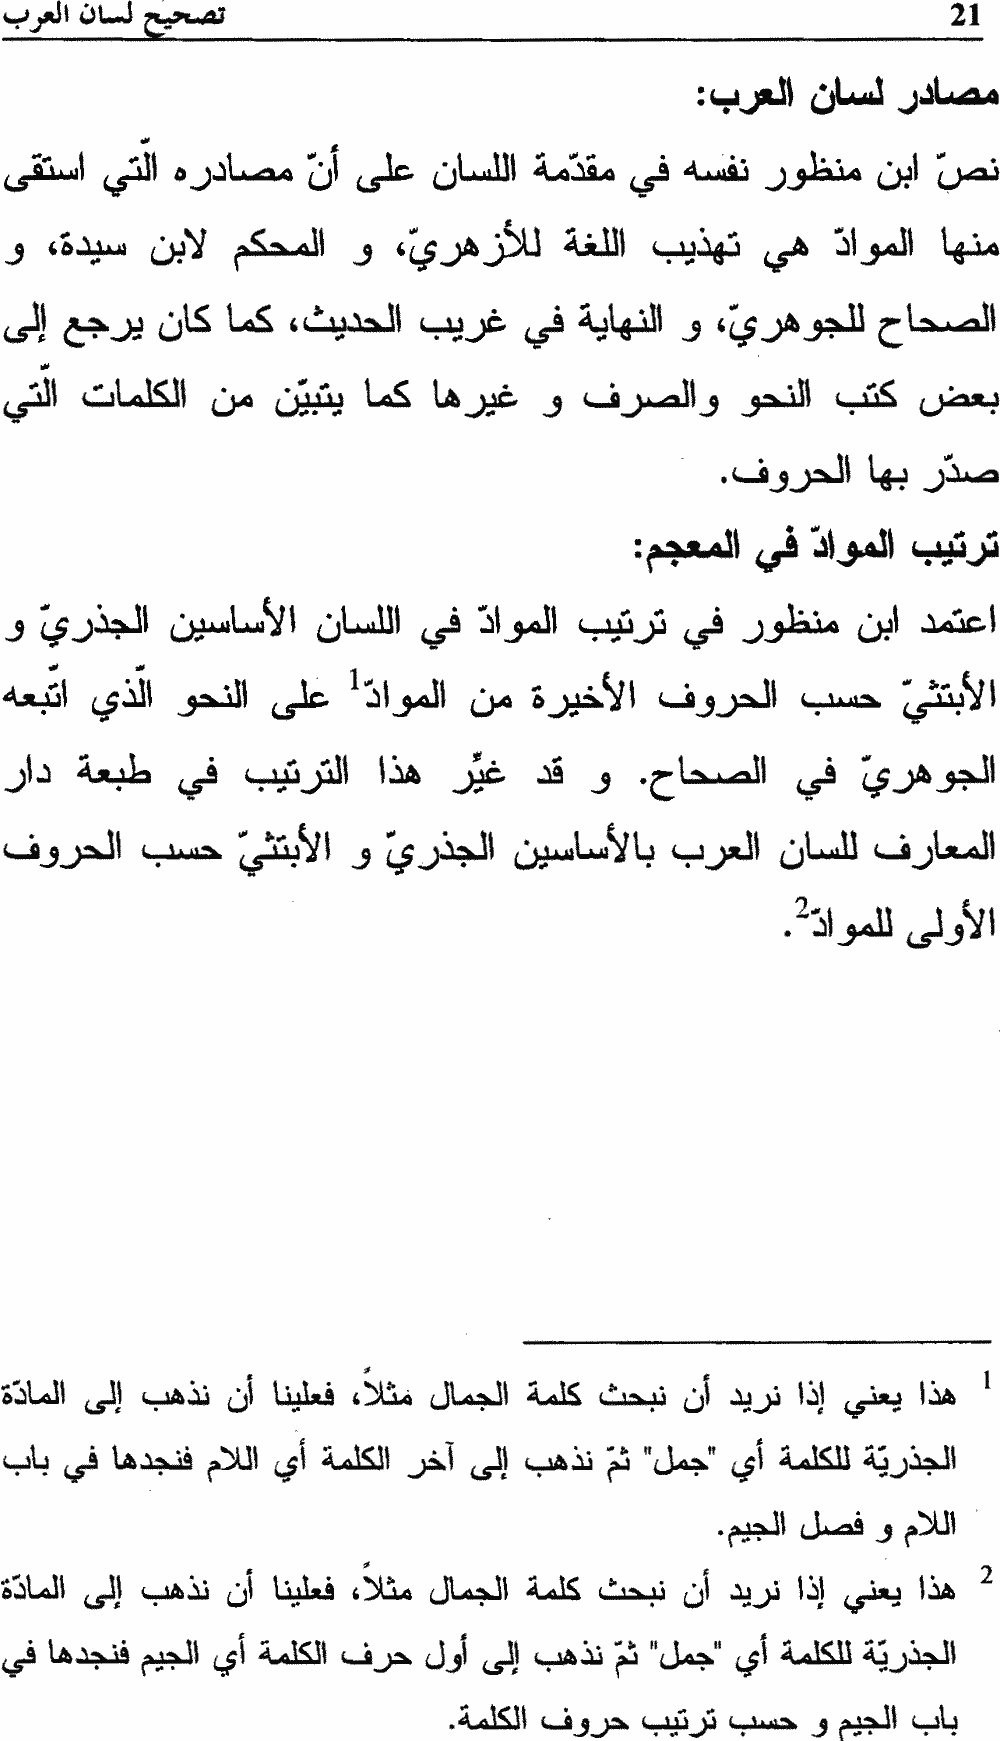 21 تصحيح لسان العرب
مصادر لسان العرب:
نصّ ابن منظور نفسه في مقدّمة اللسان على أنّ مصادره الّتي استقى
منها الموادّ هي تهذيب اللغة للأزهريّ، و المحكم لابن سيدة، و
الصحاح للجوهريّ، و النهاية في غريب الحديث، كما كان يرجع إلى
بعض كتب النحو والصرف و غيرها كما يتبيّن من الكلمات الّتي
صدّر بها الحروف.
ترتيب الموادّ في المعجم:
اعتمد ابن منظور في ترتيب الموادّ في اللسان الأساسين الجذريّ و
الأبتثيّ حسب الحروف الأخيرة من الموادّ1 على النحو الّذي اتّبعه
الجوهريّ في الصحاح. و قد غيِّر هذا الترتيب في طبعة دار
المعارف للسان العرب بالأساسين الجذريّ و الأبتثيّ حسب الحروف
الأولى للموادّ2.
1 هذا يعني إذا نريد أن نبحث كلمة الجمال مثلاً، فعلينا أن نذهب إلى المادّة
الجذريّة للكلمة أي "جمل" ثمّ نذهب إلى آخر الكلمة أي اللام فنجدها في باب
اللام و فصل الجيم.
2 هذا يعني إذا نريد أن نبحث كلمة الجمال مثلاً، فعلينا أن نذهب إلى المادّة
الجذريّة للكلمة أي "جمل" ثمّ نذهب إلى أول حرف الكلمة أي الجيم فنجدها في
باب الجيم و حسب ترتيب حروف الكلمة.